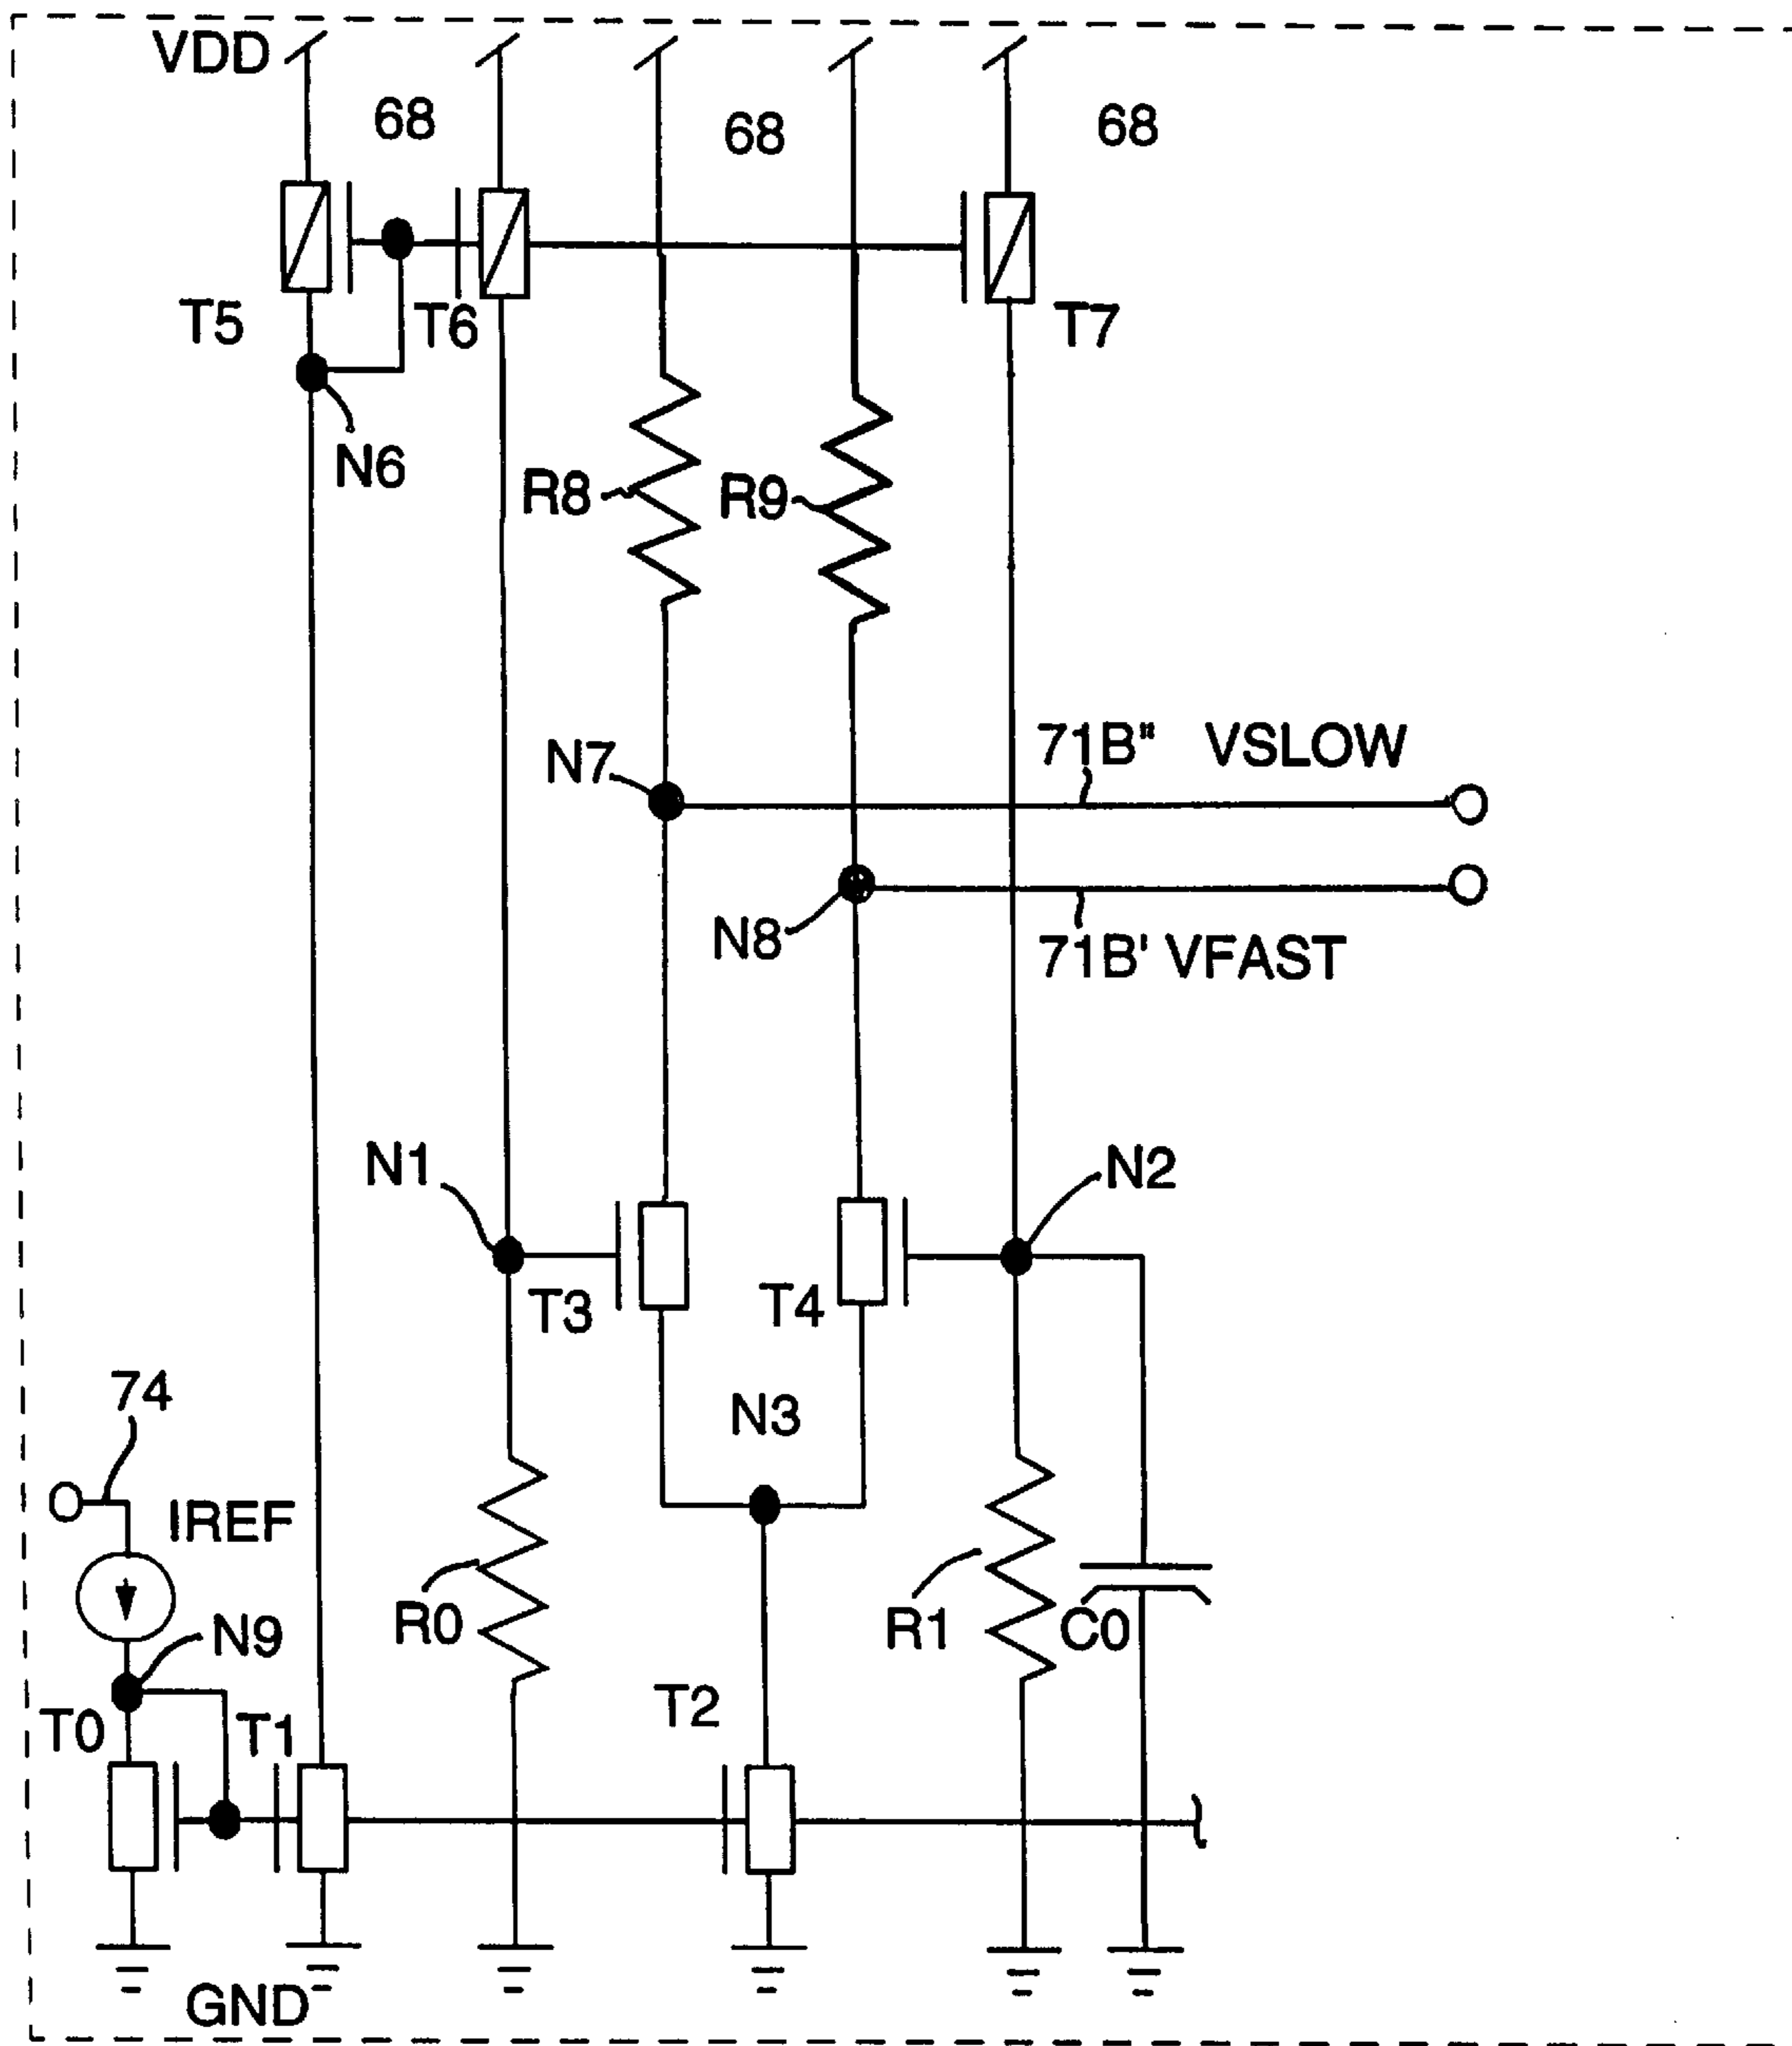 VDD
68
68
68
T5
T6
T7
N6
R8
R9
71B" VSLOW
N7
N8
71B' VFAST
N1
N2
T3
T4
74
N3
IREF
R0
R1
C0
N9
T0
T1
T2
GND